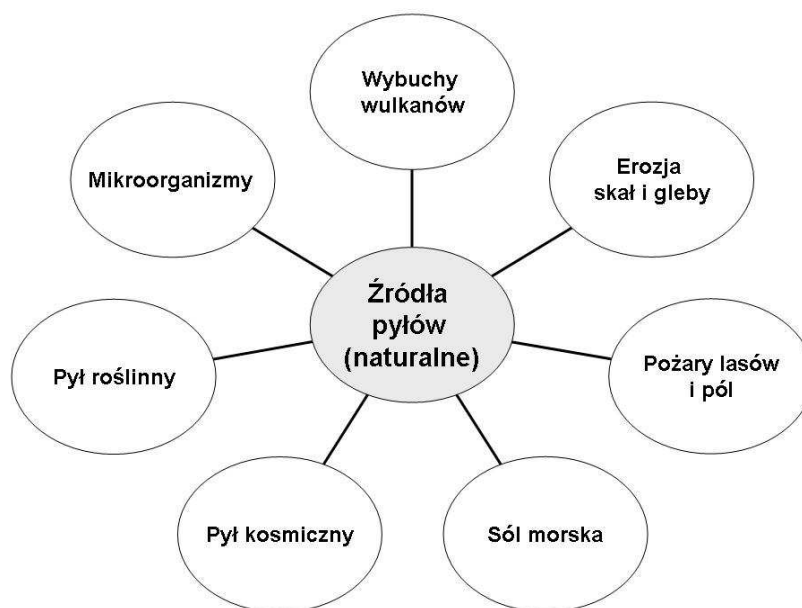 Wybuchy
wulkanów
Mikroorganizmy
Erozja
skał i gleby
Źródła
pyłów
(naturalne)
Pył roślinny
Pożary lasów
i pól
Pył kosmiczny
Sól morska